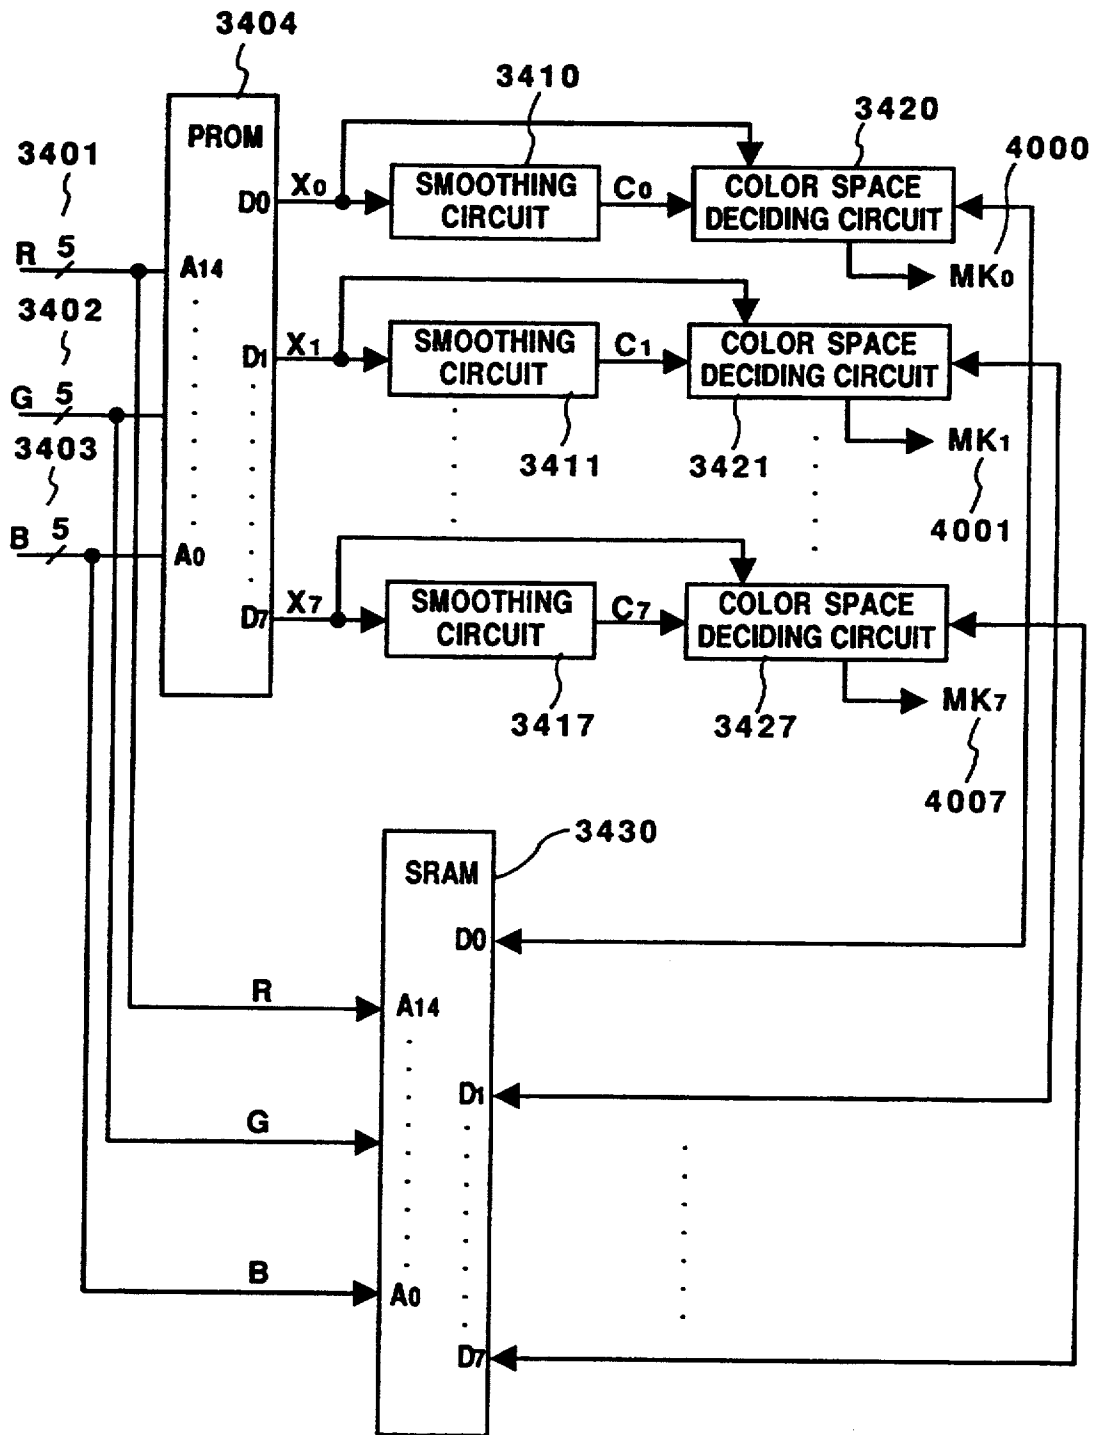 3404
3410
3420
4000
3401
PROM
X0
SMOOTHING
CIRCUIT
C0
COLOR SPACE
DECIDING CIRCUIT
D0
R
5
A14
MK0
3402
D1
X1
SMOOTHING
CIRCUIT
C1
COLOR SPACE
DECIDING CIRCUIT
G
5
3403
3411
3421
MK1
4001
B
5
A0
D7
X7
SMOOTHING
CIRCUIT
C7
COLOR SPACE
DECIDING CIRCUIT
3417
3427
MK7
4007
3430
SRAM
D0
R
A14
D1
G
B
A0
D7